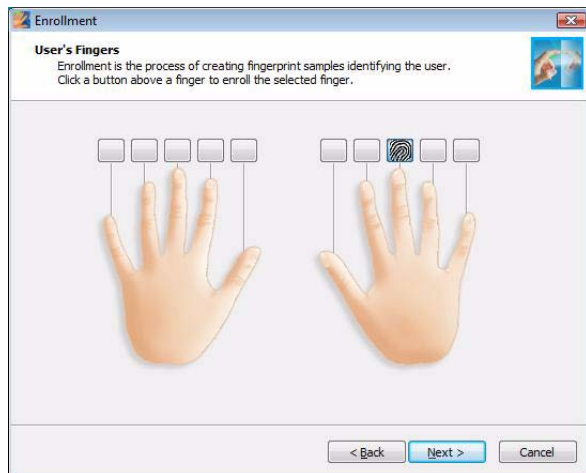 Enrollment
User's Fingers
Enrollment is the process of creating fingerprint samples identifying the user.
Click a button above a finger to enroll the selected finger.
< Back
Next >
Cancel